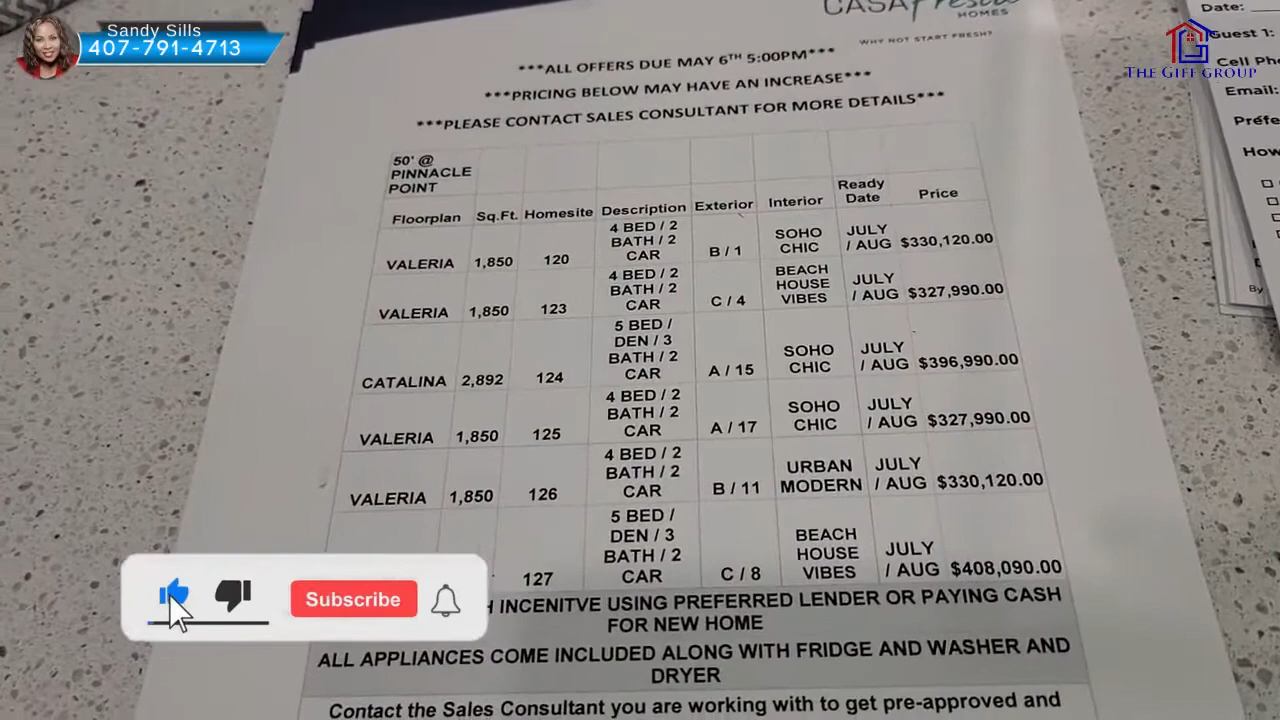 Sandy Sills
407-791-4713
CASA Fresca
HOMES
WHY NOT START FRESH?
THE GIFF GROUP
Date:
Guest 1:
Cell
Email:
How
By
***ALL OFFERS DUE MAY 6TH 5:00PM***
***PRICING BELOW MAY HAVE AN INCREASE***
***PLEASE CONTACT SALES CONSULTANT FOR MORE DETAILS***
50' @
PINNACLE
POINT
Floorplan Sq.Ft. Homesite Description Exterior Interior Ready Date Price
VALERIA 1,850 120 4 BED / 2 BATH / 2 CAR B / 1 SOHO CHIC JULY / AUG $330,120.00
VALERIA 1,850 123 4 BED / 2 BATH / 2 CAR C / 4 BEACH HOUSE VIBES JULY / AUG $327,990.00
CATALINA 2,892 124 5 BED / DEN / 3 BATH / 2 CAR A / 15 SOHO CHIC JULY / AUG $396,990.00
VALERIA 1,850 125 4 BED / 2 BATH / 2 CAR A / 17 SOHO CHIC JULY / AUG $327,990.00
VALERIA 1,850 126 4 BED / 2 BATH / 2 CAR B / 11 URBAN MODERN JULY / AUG $330,120.00
127 5 BED / DEN / 3 BATH / 2 CAR C / 8 BEACH HOUSE VIBES JULY / AUG $408,090.00
INCENITVE USING PREFERRED LENDER OR PAYING CASH
FOR NEW HOME
ALL APPLIANCES COME INCLUDED ALONG WITH FRIDGE AND WASHER AND
DRYER
Contact the Sales Consultant you are working with to get pre-approved and
Subscribe